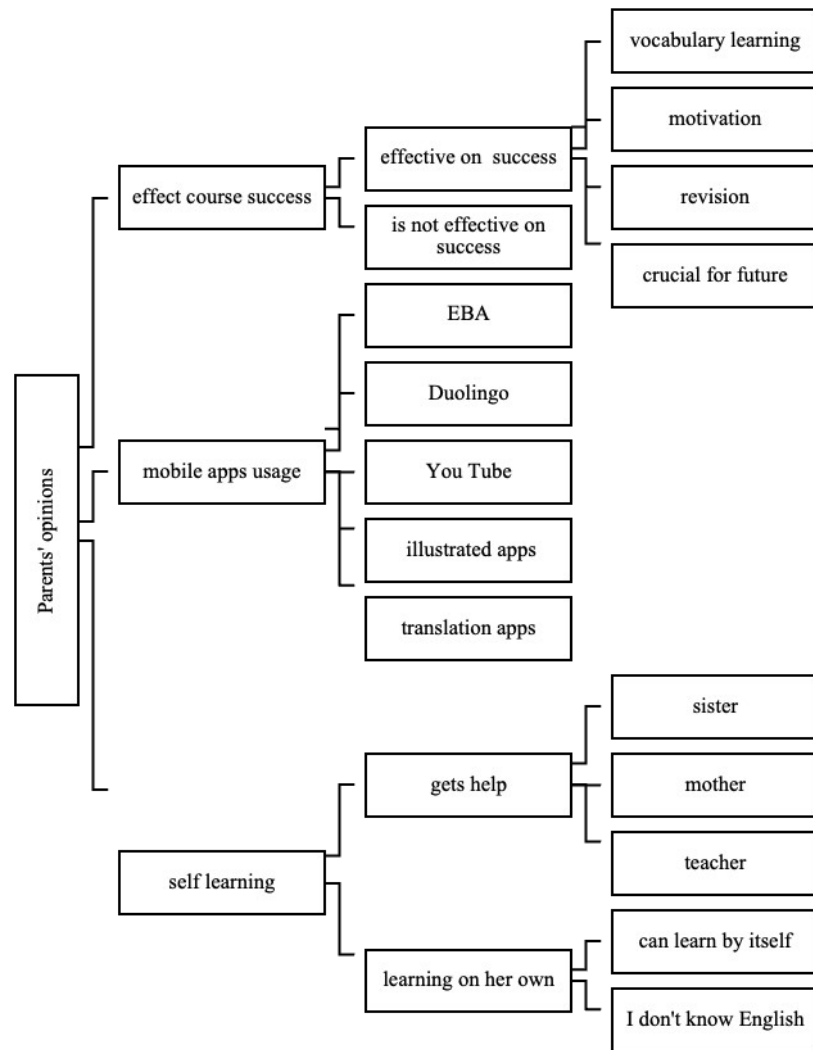 Parents' opinions
effect course success
effective on  success
vocabulary learning
motivation
revision
crucial for future
is not effective on
success
mobile apps usage
EBA
Duolingo
You Tube
illustrated apps
translation apps
self learning
gets help
sister
mother
teacher
learning on her own
can learn by itself
I don't know English